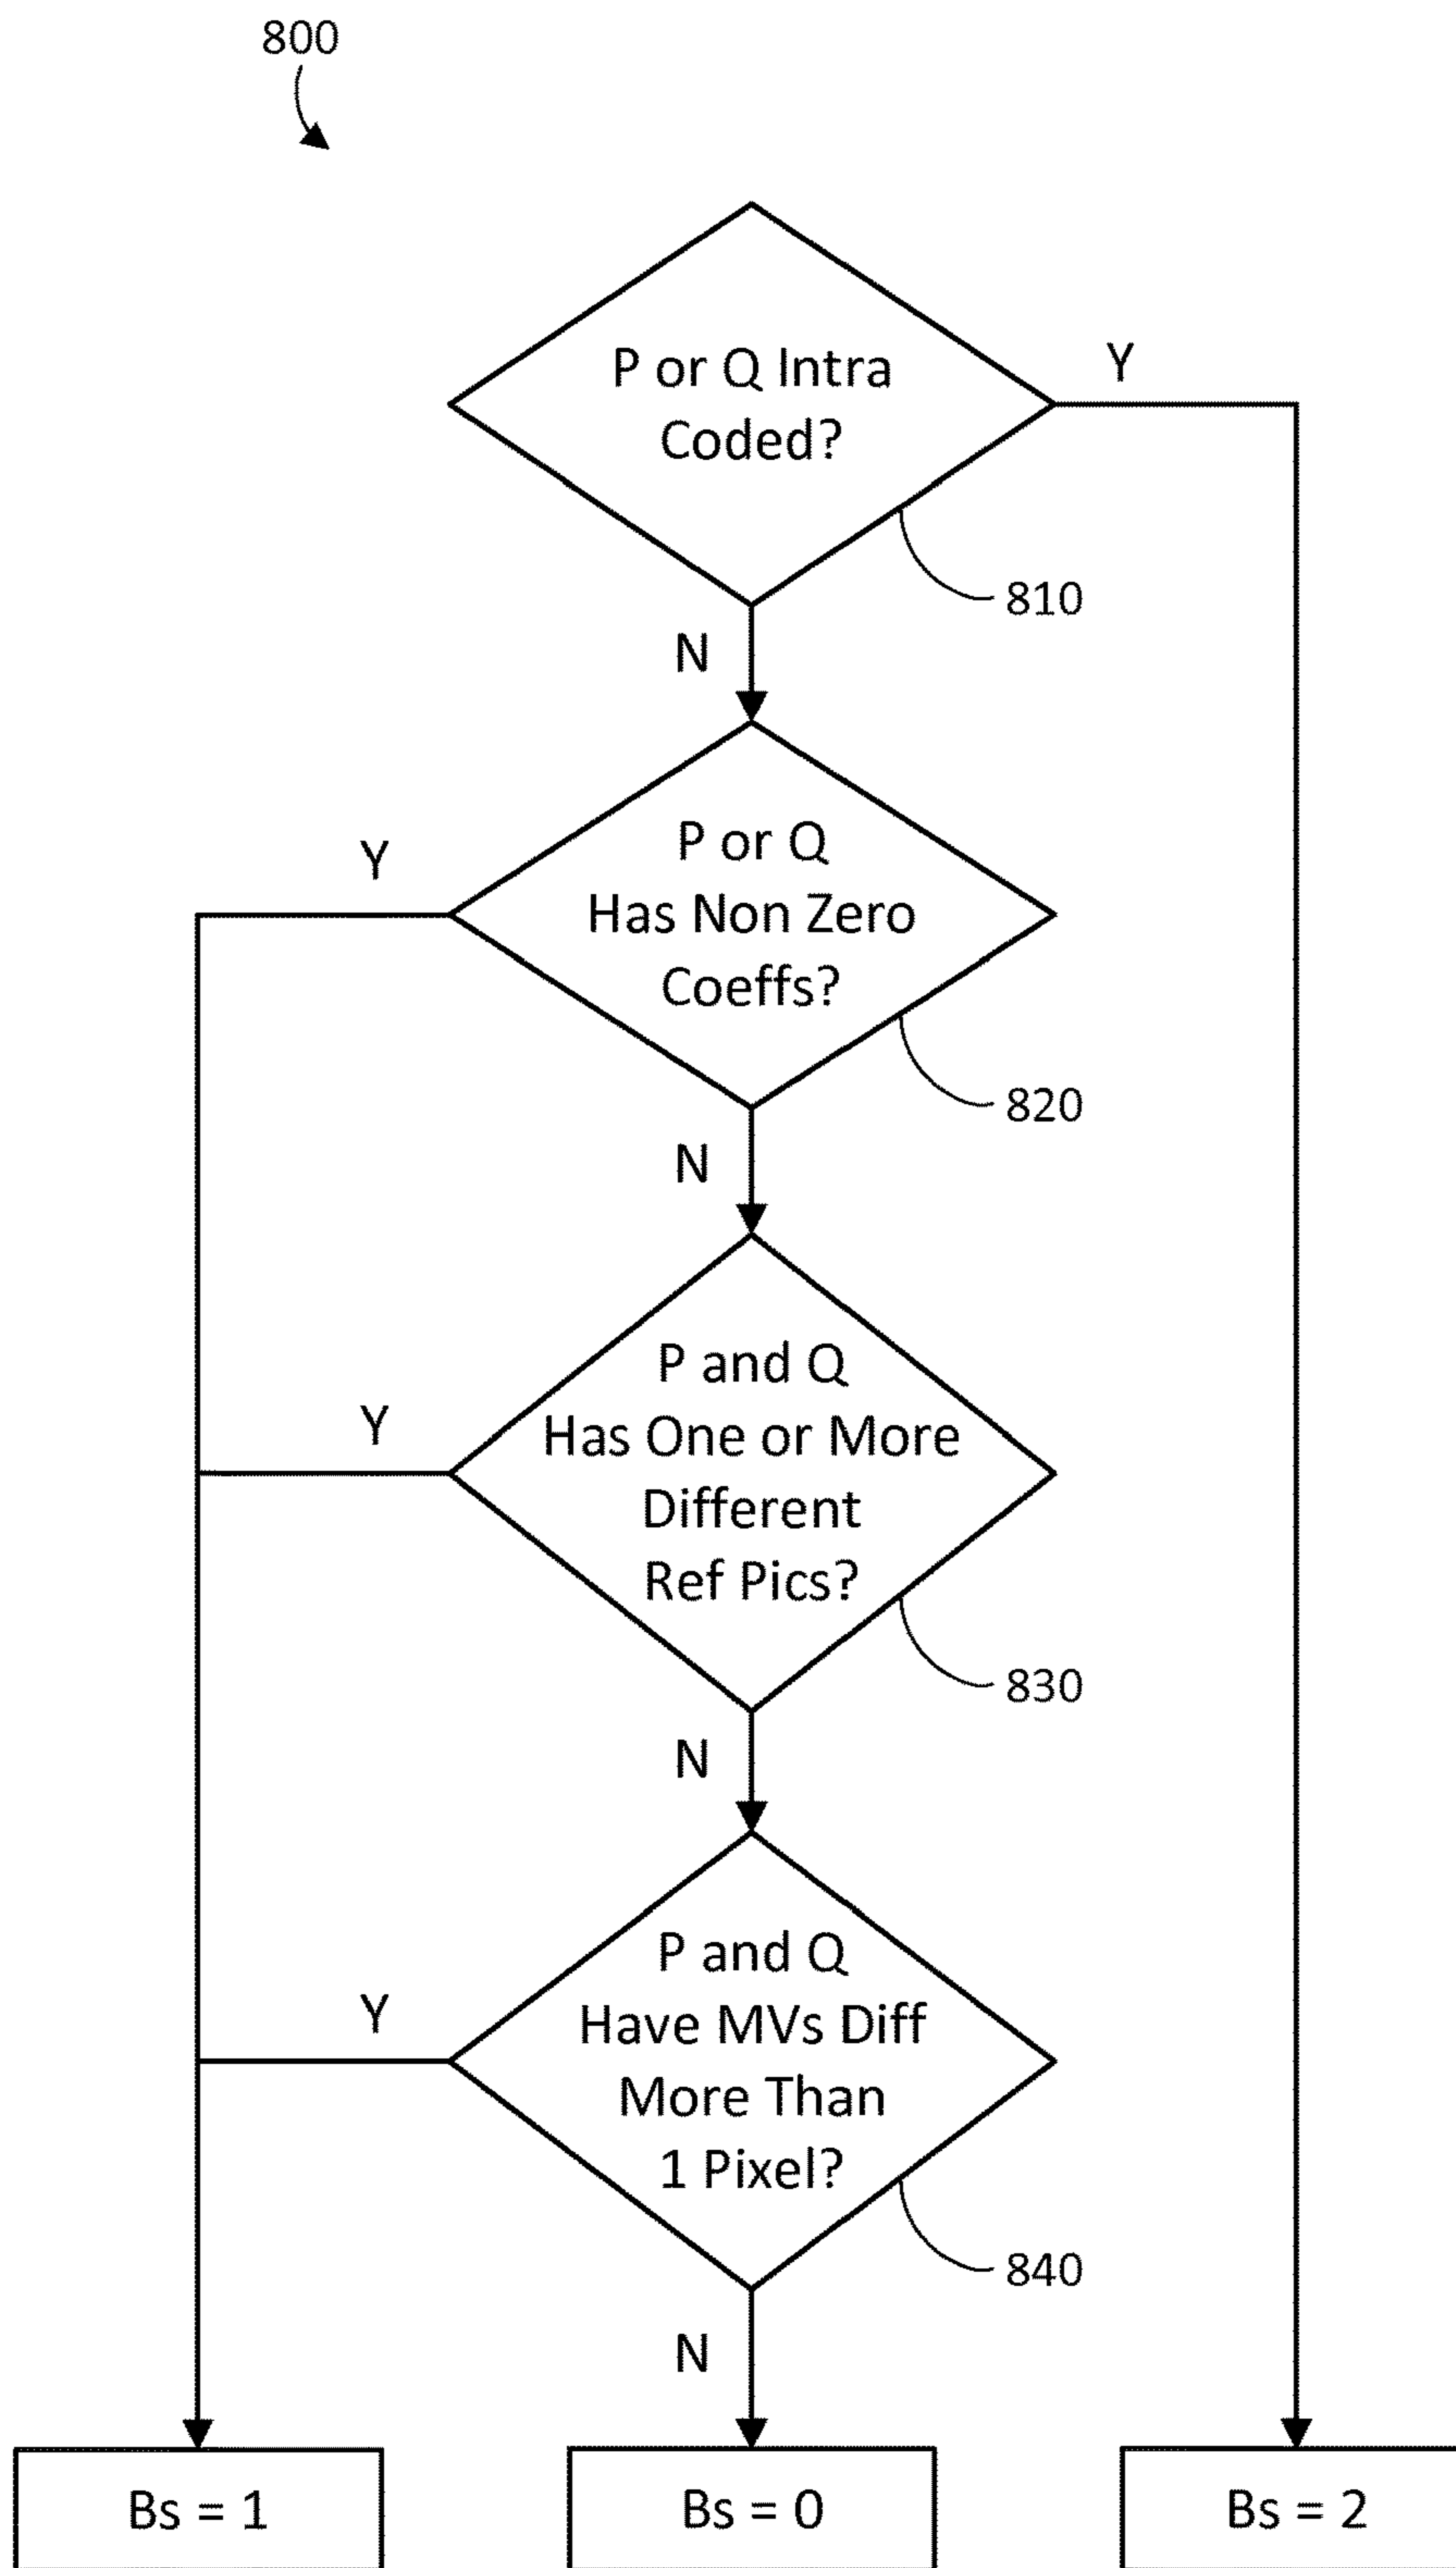 800
P or Q Intra
Coded?
Y
810
N
P or Q
Has Non Zero
Coeffs?
Y
820
N
P and Q
Has One or More
Different
Ref Pics?
Y
830
N
P and Q
Have MVs Diff
More Than
1 Pixel?
Y
840
N
Bs = 1
Bs = 0
Bs = 2